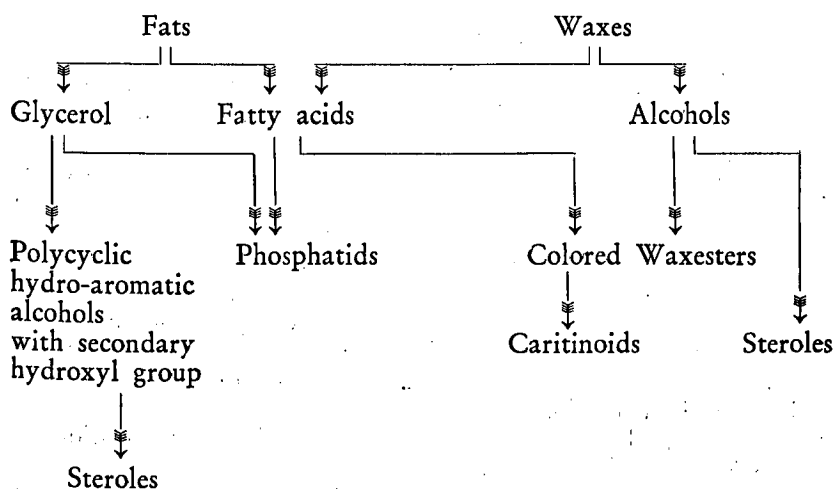 Fats Waxes
Glycerol Fatty acids Alcohols
Polycyclic
hydro-aromatic
alcohols
with secondary
hydroxyl group
Phosphatids
Colored Waxesters
Caritinoids
Steroles
Steroles